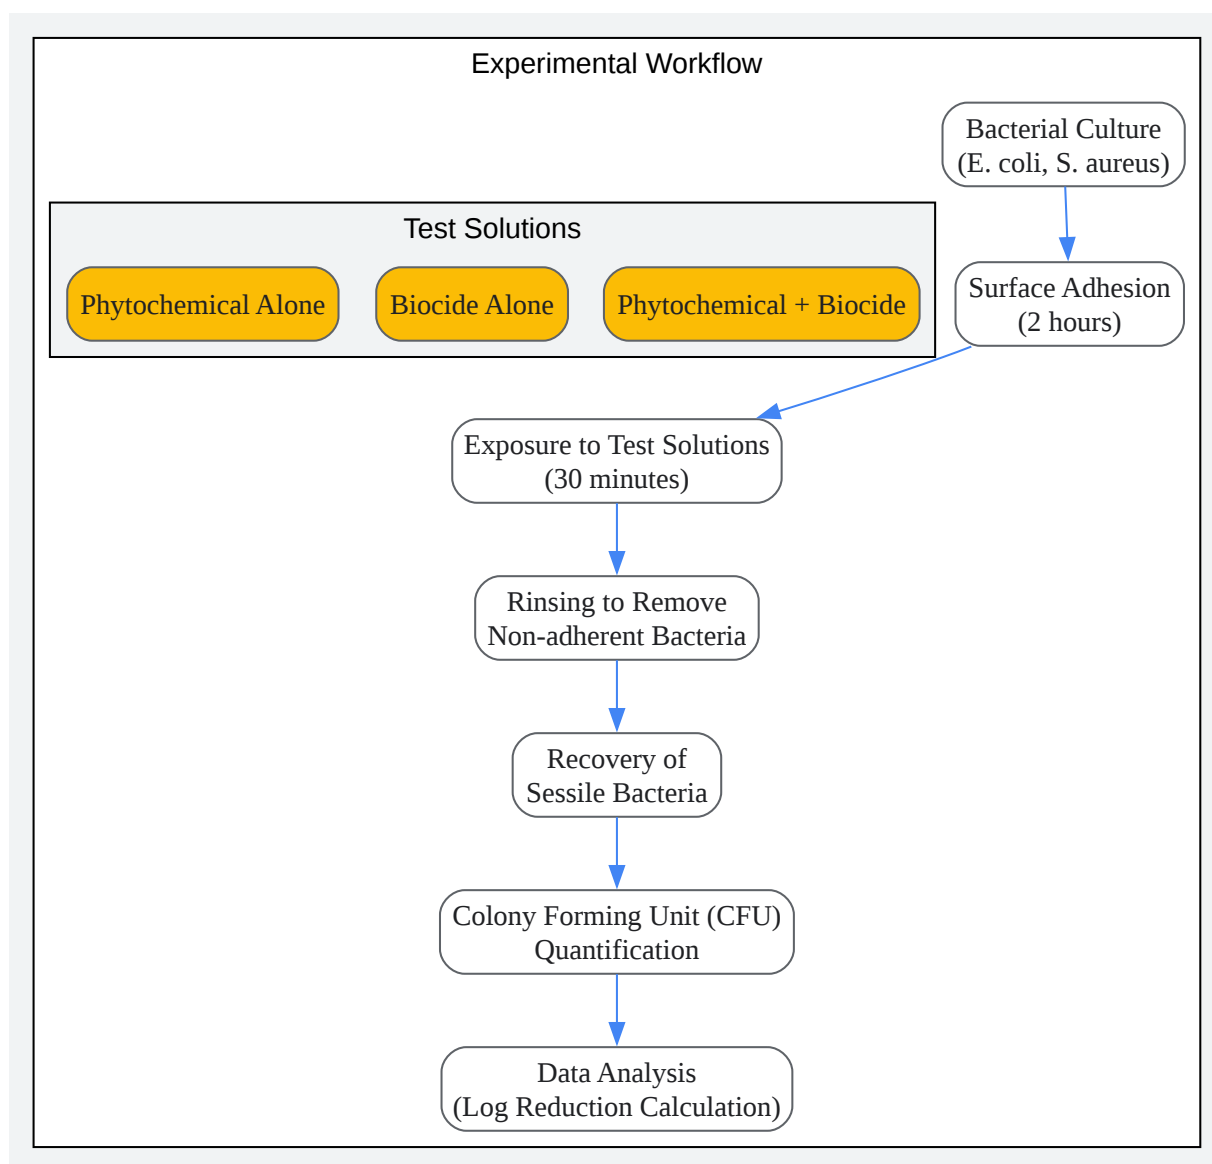 Experimental Workflow
Bacterial Culture
(E. coli, S. aureus)
Test Solutions
Phytochemical Alone
Biocide Alone
Phytochemical + Biocide
Surface Adhesion
(2 hours)
Exposure to Test Solutions
(30 minutes)
Rinsing to Remove
Non-adherent Bacteria
Recovery of
Sessile Bacteria
Colony Forming Unit (CFU)
Quantification
Data Analysis
(Log Reduction Calculation)